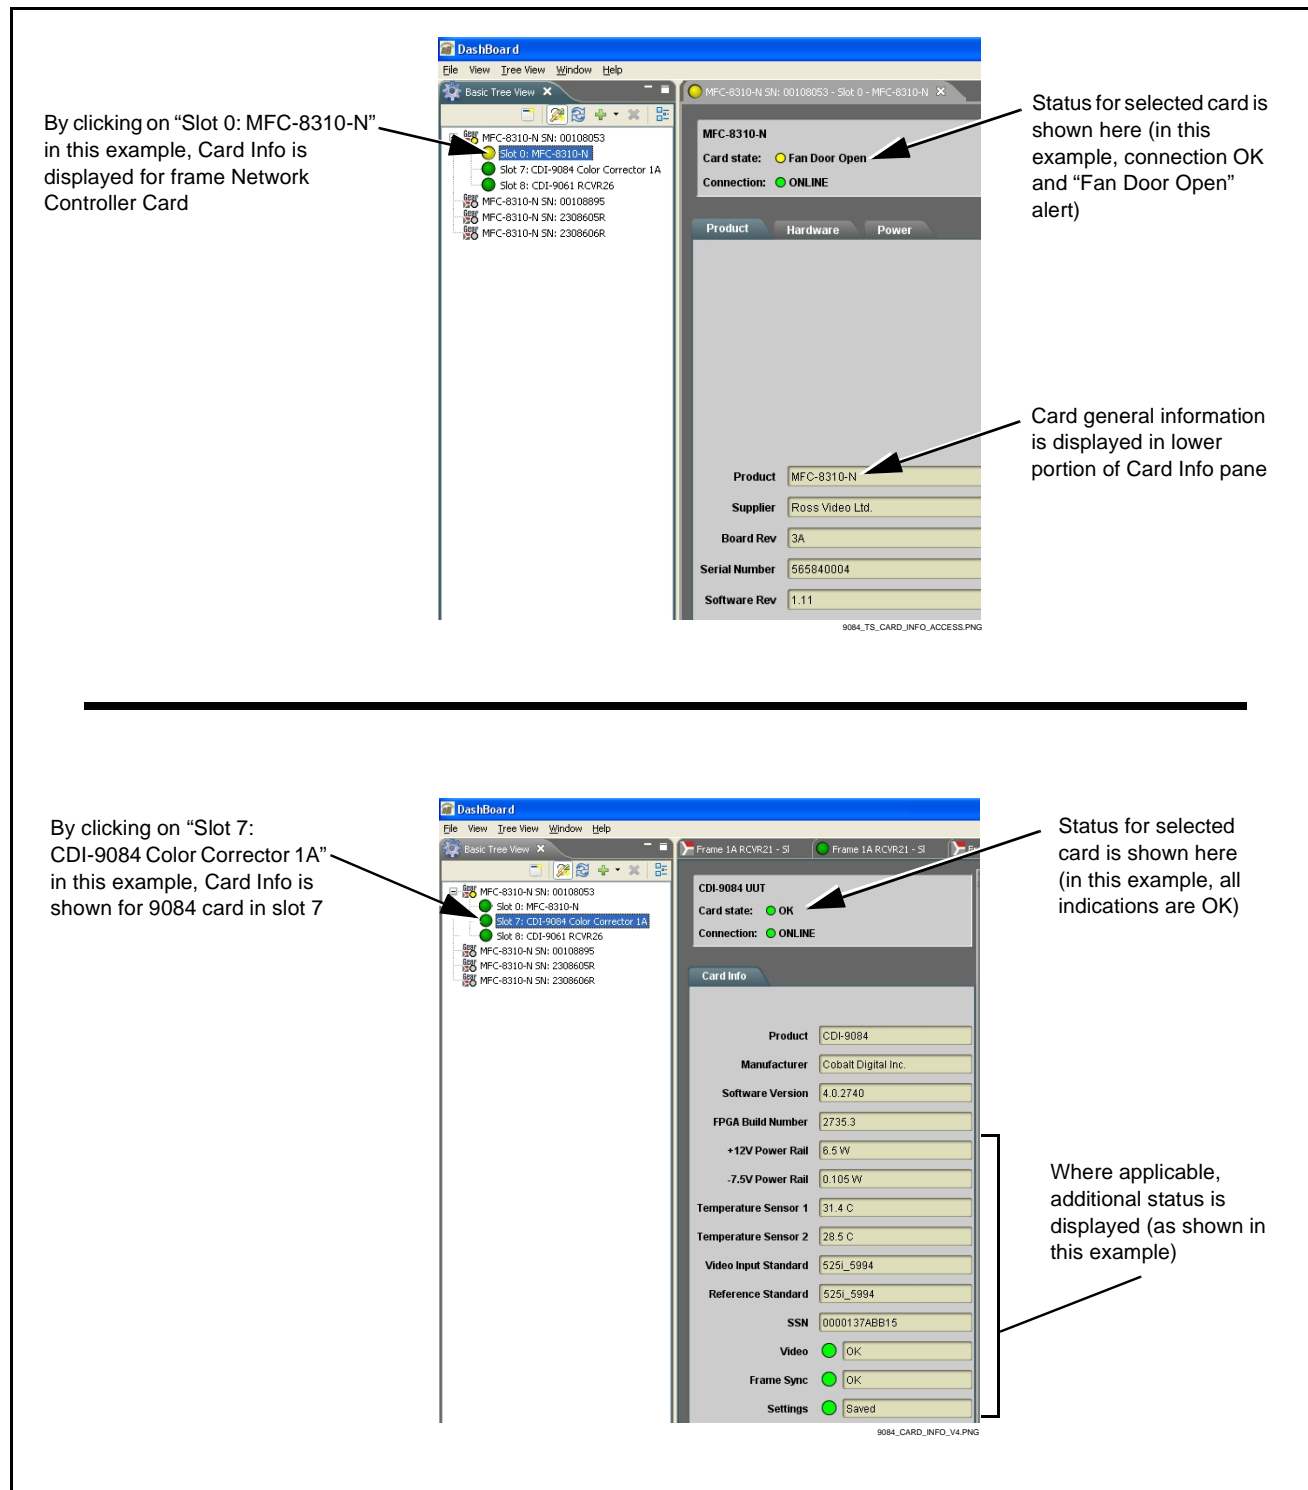 DashBoard
File View Tree View Window Help
Basic Tree View
MFC-8310-N SN: 00108053 - Slot 0 - MFC-8310-N
By clicking on “Slot 0: MFC-8310-N”
in this example, Card Info is
displayed for frame Network
Controller Card
MFC-8310-N SN: 00108053
Slot 0: MFC-8310-N
Slot 7: CDI-9084 Color Corrector 1A
Slot 8: CDI-9061 RCVR26
MFC-8310-N SN: 00108895
MFC-8310-N SN: 2308605R
MFC-8310-N SN: 2308606R
MFC-8310-N
Card state: Fan Door Open
Connection: ONLINE
Status for selected card is
shown here (in this
example, connection OK
and “Fan Door Open”
alert)
Product Hardware Power
Card general information
is displayed in lower
portion of Card Info pane
Product MFC-8310-N
Supplier Ross Video Ltd.
Board Rev 3A
Serial Number 565840004
Software Rev 1.11
9084_TS_CARD_INFO_ACCESS.PNG
DashBoard
File View Tree View Window Help
Basic Tree View
Frame 1A RCVR21 - Sl Frame 1A RCVR21 - Sl
By clicking on “Slot 7:
CDI-9084 Color Corrector 1A”
in this example, Card Info is
shown for 9084 card in slot 7
MFC-8310-N SN: 00108053
Slot 0: MFC-8310-N
Slot 7: CDI-9084 Color Corrector 1A
Slot 8: CDI-9061 RCVR26
MFC-8310-N SN: 00108895
MFC-8310-N SN: 2308605R
MFC-8310-N SN: 2308606R
CDI-9084 UUT
Card state: OK
Connection: ONLINE
Status for selected
card is shown here
(in this example, all
indications are OK)
Card Info
Product CDI-9084
Manufacturer Cobalt Digital Inc.
Software Version 4.0.2740
FPGA Build Number 2735.3
+12V Power Rail 6.5 W
-7.5V Power Rail 0.105 W
Temperature Sensor 1 31.4 C
Temperature Sensor 2 28.5 C
Video Input Standard 525i_5994
Reference Standard 525i_5994
SSN 0000137ABB15
Video OK
Frame Sync OK
Settings Saved
Where applicable,
additional status is
displayed (as shown in
this example)
9084_CARD_INFO_V4.PNG